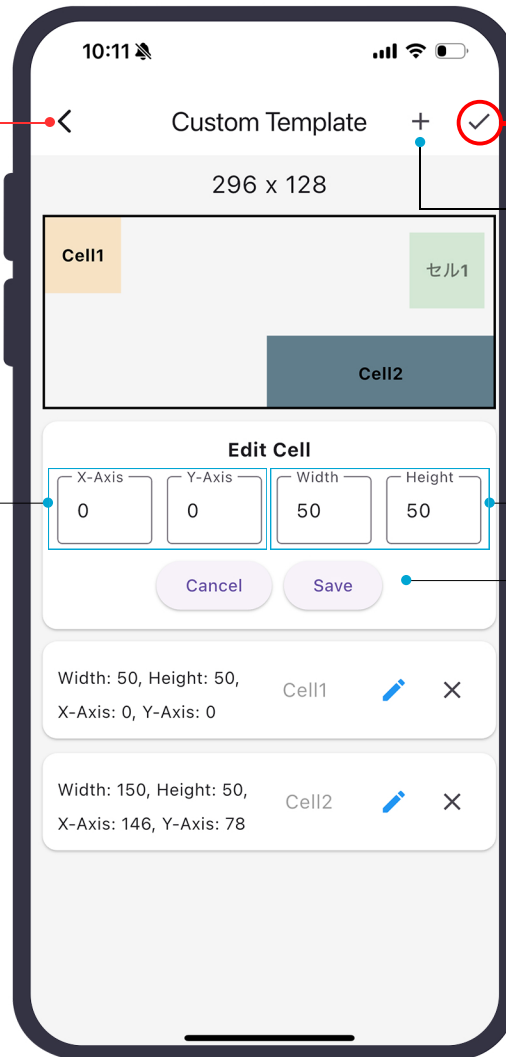 10:11
Custom Template
296 x 128
Cell1
セル1
Cell2
Edit Cell
X-Axis
Y-Axis
Width
Height
0
0
50
50
Cancel
Save
Width: 50, Height: 50,
X-Axis: 0, Y-Axis: 0
Cell1
Width: 150, Height: 50,
X-Axis: 146, Y-Axis: 78
Cell2